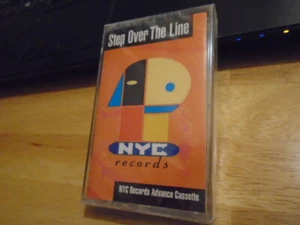 Step Over The Line
NYC
records
NYC Records Advance Cassette